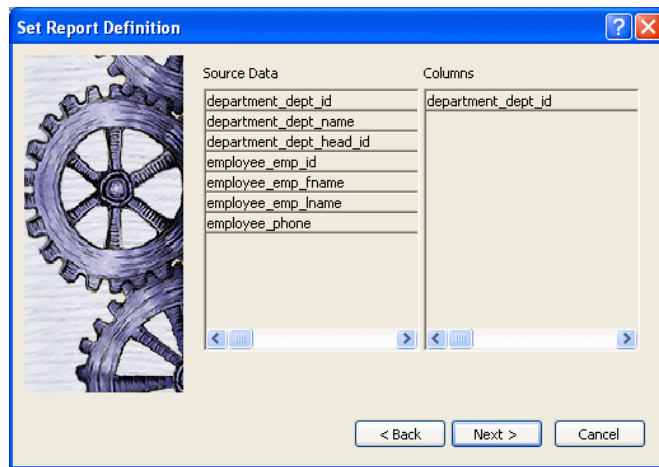 Set Report Definition
Source Data
Columns
department_dept_id
department_dept_name
department_dept_head_id
employee_emp_id
employee_emp_fname
employee_emp_lname
employee_phone
department_dept_id
< Back
Next >
Cancel